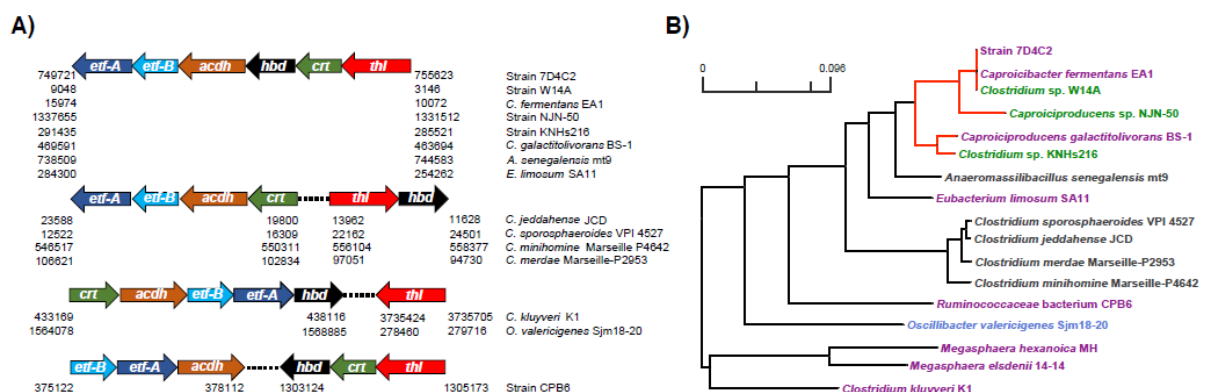 A)
etf-A etf-B acdh hbd crt thl
749721 755623 Strain 7D4C2
9048 3146 Strain W14A
15974 10072 C. fermentans EA1
1337655 1331512 Strain NJN-50
291435 285521 Strain KNHs216
469591 463694 C. galactitolivorans BS-1
738509 744583 A. senegalensis mt9
284300 254262 E. limosum SA11
etf-A etf-B acdh crt thl hbd
23588 19800 13962 11628 C. jeddahense JCD
12522 16309 22162 24501 C. sporosphaeroides VPI 4527
546517 550311 556104 558377 C. minihomine Marseille P4642
106621 102834 97051 94730 C. merdae Marseille-P2953
crt acdh etf-B etf-A hbd thl
433169 438116 3735424 3735705 C. kluyveri K1
1564078 1568885 278460 279716 O. valericigenes Sjm18-20
etf-B etf-A acdh hbd crt thl
375122 378112 1303124 1305173 Strain CPB6
B)
0 0.096
Strain 7D4C2
Caproicibacter fermentans EA1
Clostridium sp. W14A
Caproiciproducens sp. NJN-50
Caproiciproducens galactitolivorans BS-1
Clostridium sp. KNHs216
Anaeromassilibacillus senegalensis mt9
Eubacterium limosum SA11
Clostridium sporosphaeroides VPI 4527
Clostridium jeddahense JCD
Clostridium merdae Marseille-P2953
Clostridium minihomine Marseille-P4642
Ruminococcaceae bacterium CPB6
Oscillibacter valericigenes Sjm18-20
Megasphaera hexanoica MH
Megasphaera elsdenii 14-14
Clostridium kluyveri K1